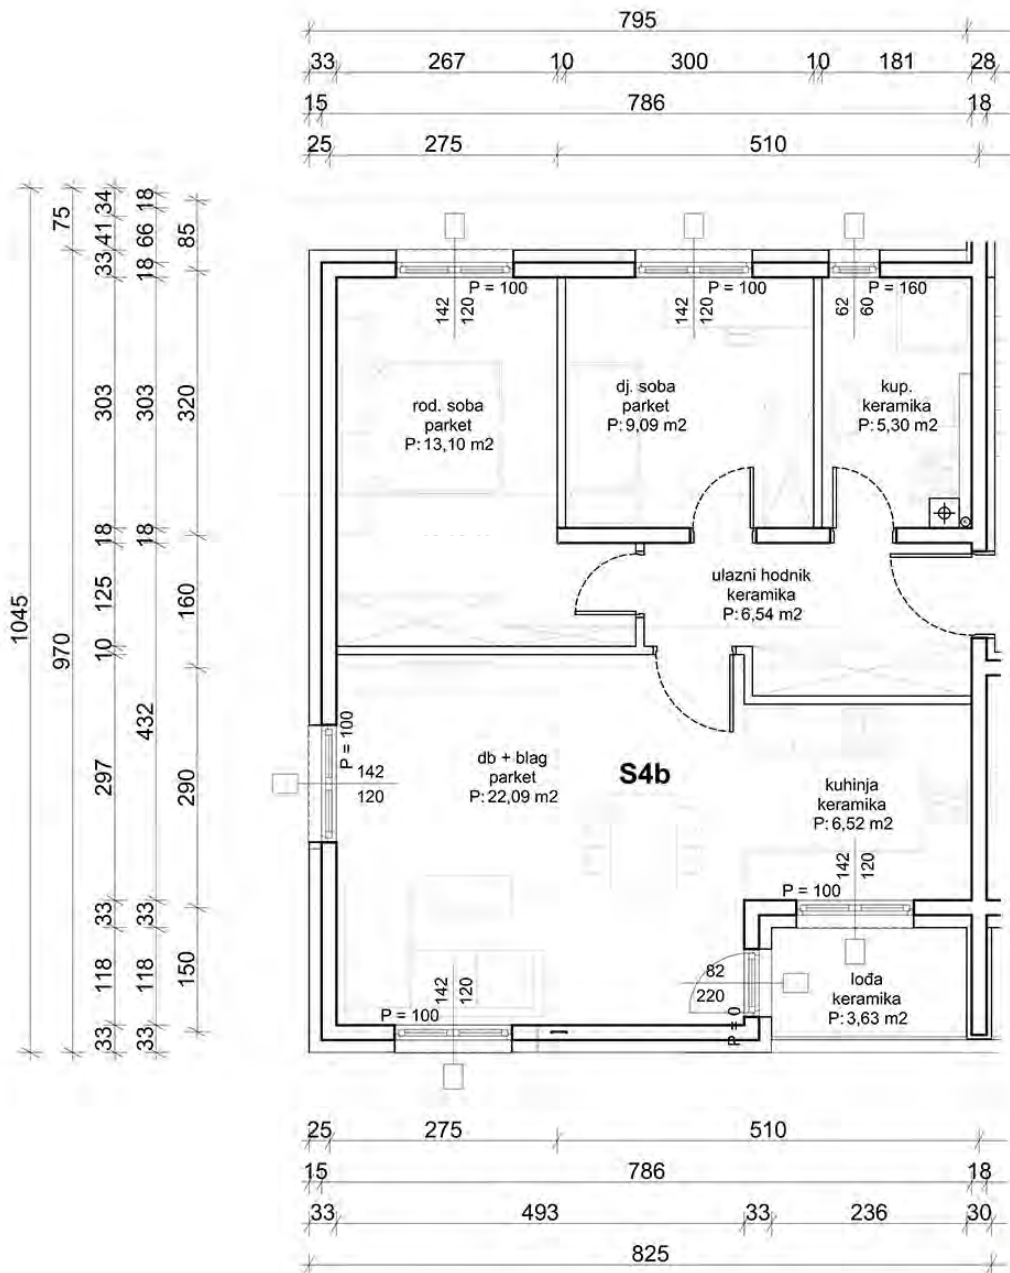 795
33 267 10 300 10 181 28
15 786 18
25 275 510
1045
75 970
34 41 33 303 18 125 10 297 33 118 33
18 66 18 303 18 432 33 118 33
85 320 160 290 150
P = 100
142
120
P = 100
142
120
P = 160
62
60
rod. soba
parket
P: 13,10 m2
dj. soba
parket
P: 9,09 m2
kup.
keramika
P: 5,30 m2
ulazni hodnik
keramika
P: 6,54 m2
P = 100
142
120
db + blag
parket
P: 22,09 m2
S4b
kuhinja
keramika
P: 6,52 m2
142
120
P = 100
82
220
P = 0
lođa
keramika
P: 3,63 m2
142
120
P = 100
25 275 510
15 786 18
33 493 33 236 30
825